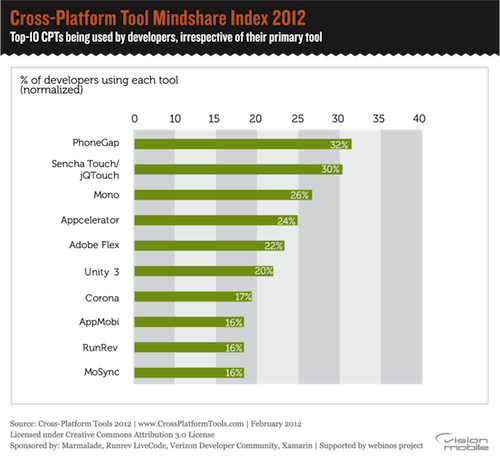 Cross-Platform Tool Mindshare Index 2012
Top-10 CPTs being used by developers, irrespective of their primary tool
% of developers using each tool
(normalized)
0 10 15 20 25 30 35 40
PhoneGap 32%
Sencha Touch/
jQTouch 30%
Mono 26%
Appcelerator 24%
Adobe Flex 22%
Unity 3 20%
Corona 17%
AppMobi 16%
RunRev 16%
MoSync 16%
Source: Cross-Platform Tools 2012 | www.CrossPlatformTools.com | February 2012
Licensed under Creative Commons Attribution 3.0 License
Sponsored by: Marmalade, Runrev LiveCode, Verizon Developer Community, Xamarin | Supported by webinos project
vision
mobile